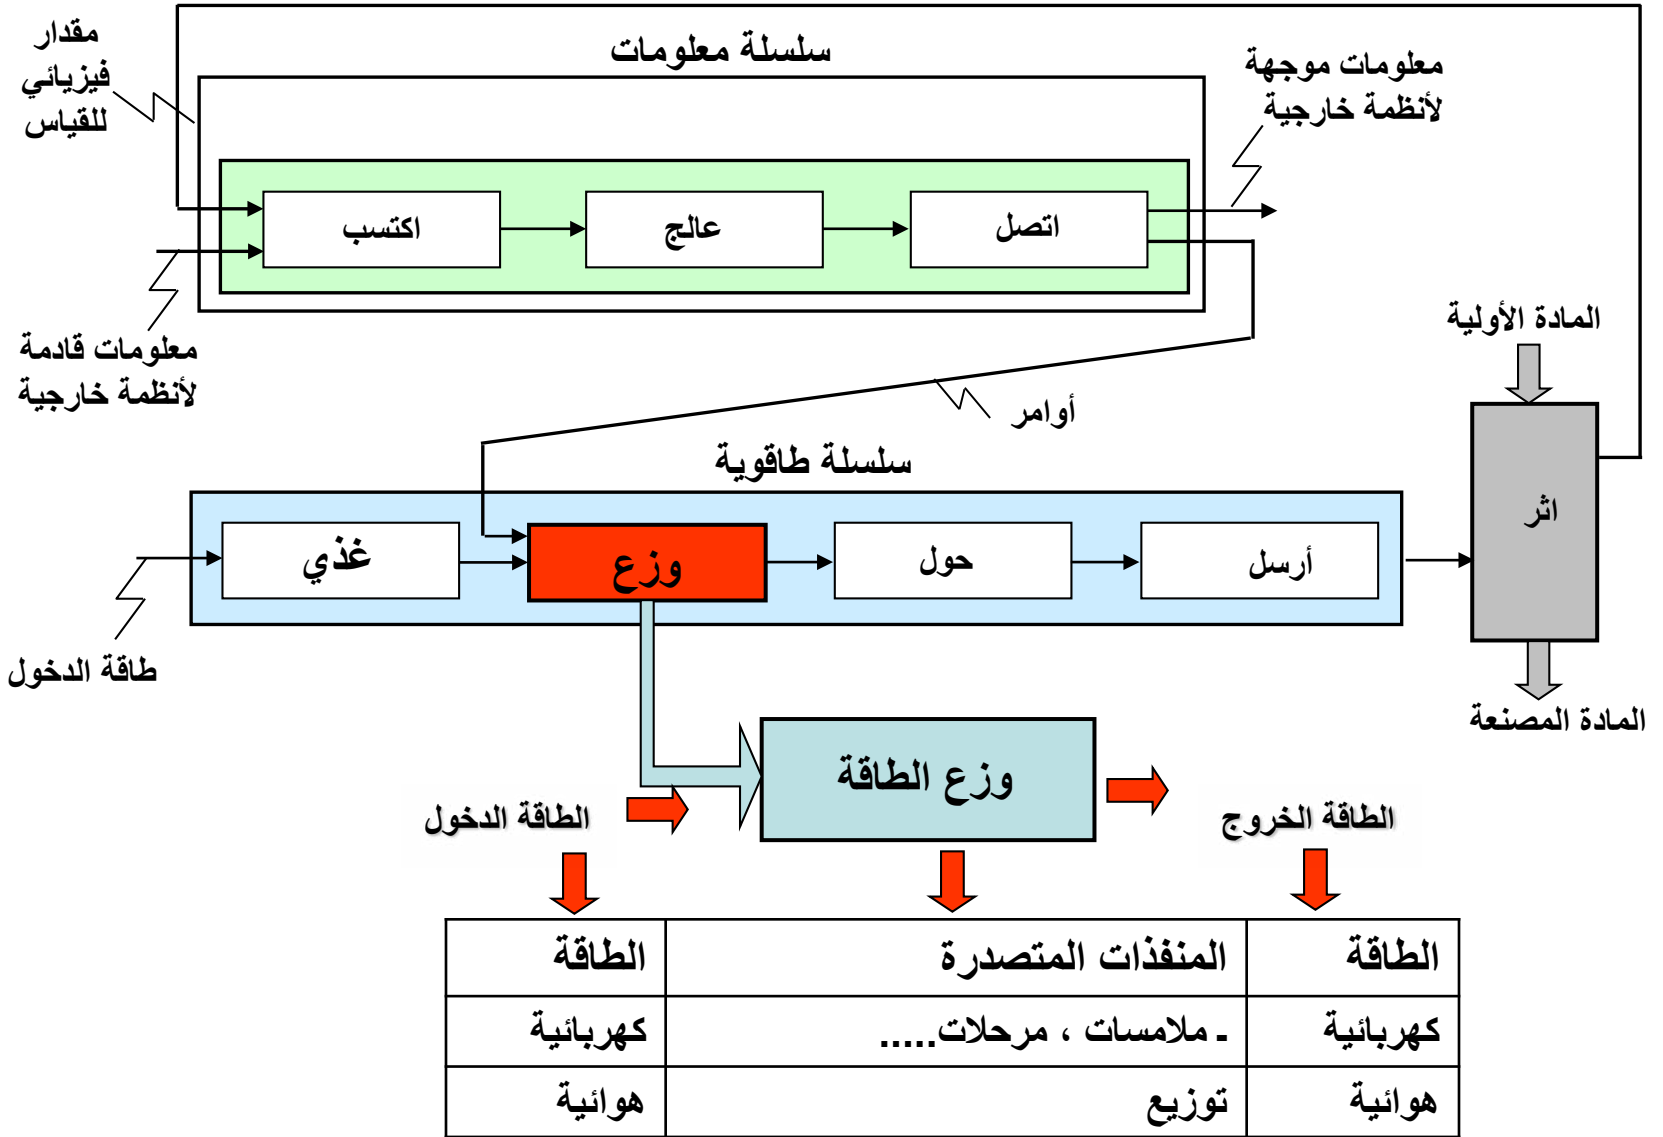 مقدار
فيزيائي
للقياس
سلسلة معلومات
معلومات موجهة
لأنظمة خارجية
اكتسب
عالج
اتصل
معلومات قادمة
لأنظمة خارجية
المادة الأولية
أوامر
سلسلة طاقوية
غذي
وزع
حول
أرسل
اثر
طاقة الدخول
المادة المصنعة
وزع الطاقة
الطاقة الدخول
الطاقة الخروج
الطاقة
المنفذات المتصدرة
الطاقة
كهربائية
- ملامسات ، مرحلات.....
كهربائية
هوائية
توزيع
هوائية